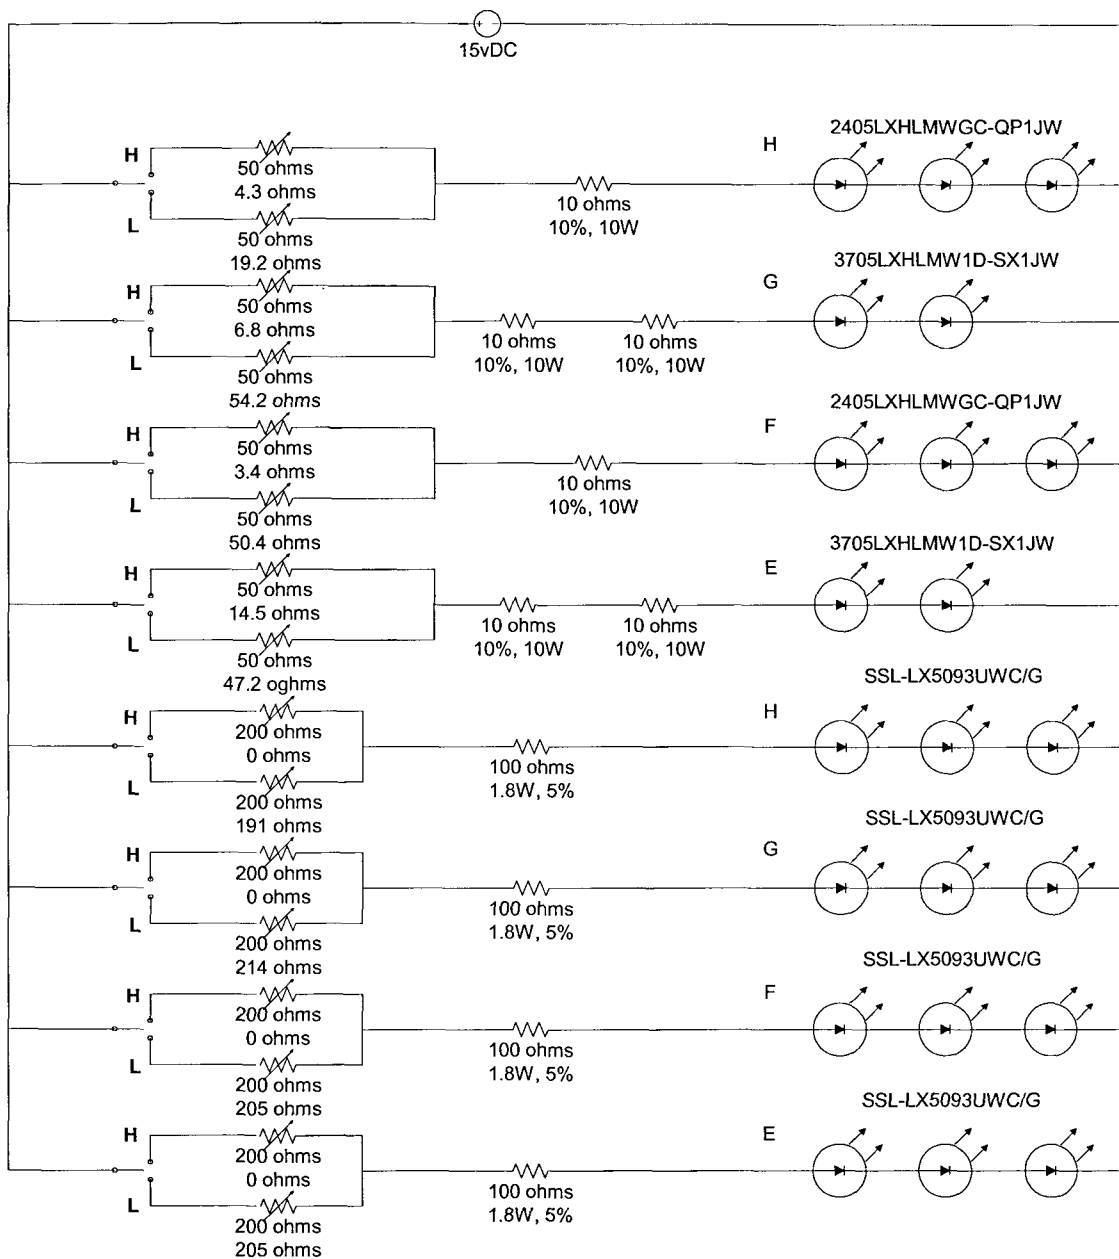 + -
15vDC
2405LXHLMWGC-QP1JW
H
50 ohms
4.3 ohms
L
50 ohms
19.2 ohms
10 ohms
10%, 10W
H
3705LXHLMW1D-SX1JW
H
50 ohms
6.8 ohms
L
50 ohms
54.2 ohms
10 ohms
10%, 10W
10 ohms
10%, 10W
G
2405LXHLMWGC-QP1JW
H
50 ohms
3.4 ohms
L
50 ohms
50.4 ohms
10 ohms
10%, 10W
F
3705LXHLMW1D-SX1JW
H
50 ohms
14.5 ohms
L
50 ohms
47.2 oghms
10 ohms
10%, 10W
10 ohms
10%, 10W
E
SSL-LX5093UWC/G
H
200 ohms
0 ohms
L
200 ohms
191 ohms
100 ohms
1.8W, 5%
H
SSL-LX5093UWC/G
H
200 ohms
0 ohms
L
200 ohms
214 ohms
100 ohms
1.8W, 5%
G
SSL-LX5093UWC/G
H
200 ohms
0 ohms
L
200 ohms
205 ohms
100 ohms
1.8W, 5%
F
SSL-LX5093UWC/G
H
200 ohms
0 ohms
L
200 ohms
205 ohms
100 ohms
1.8W, 5%
E